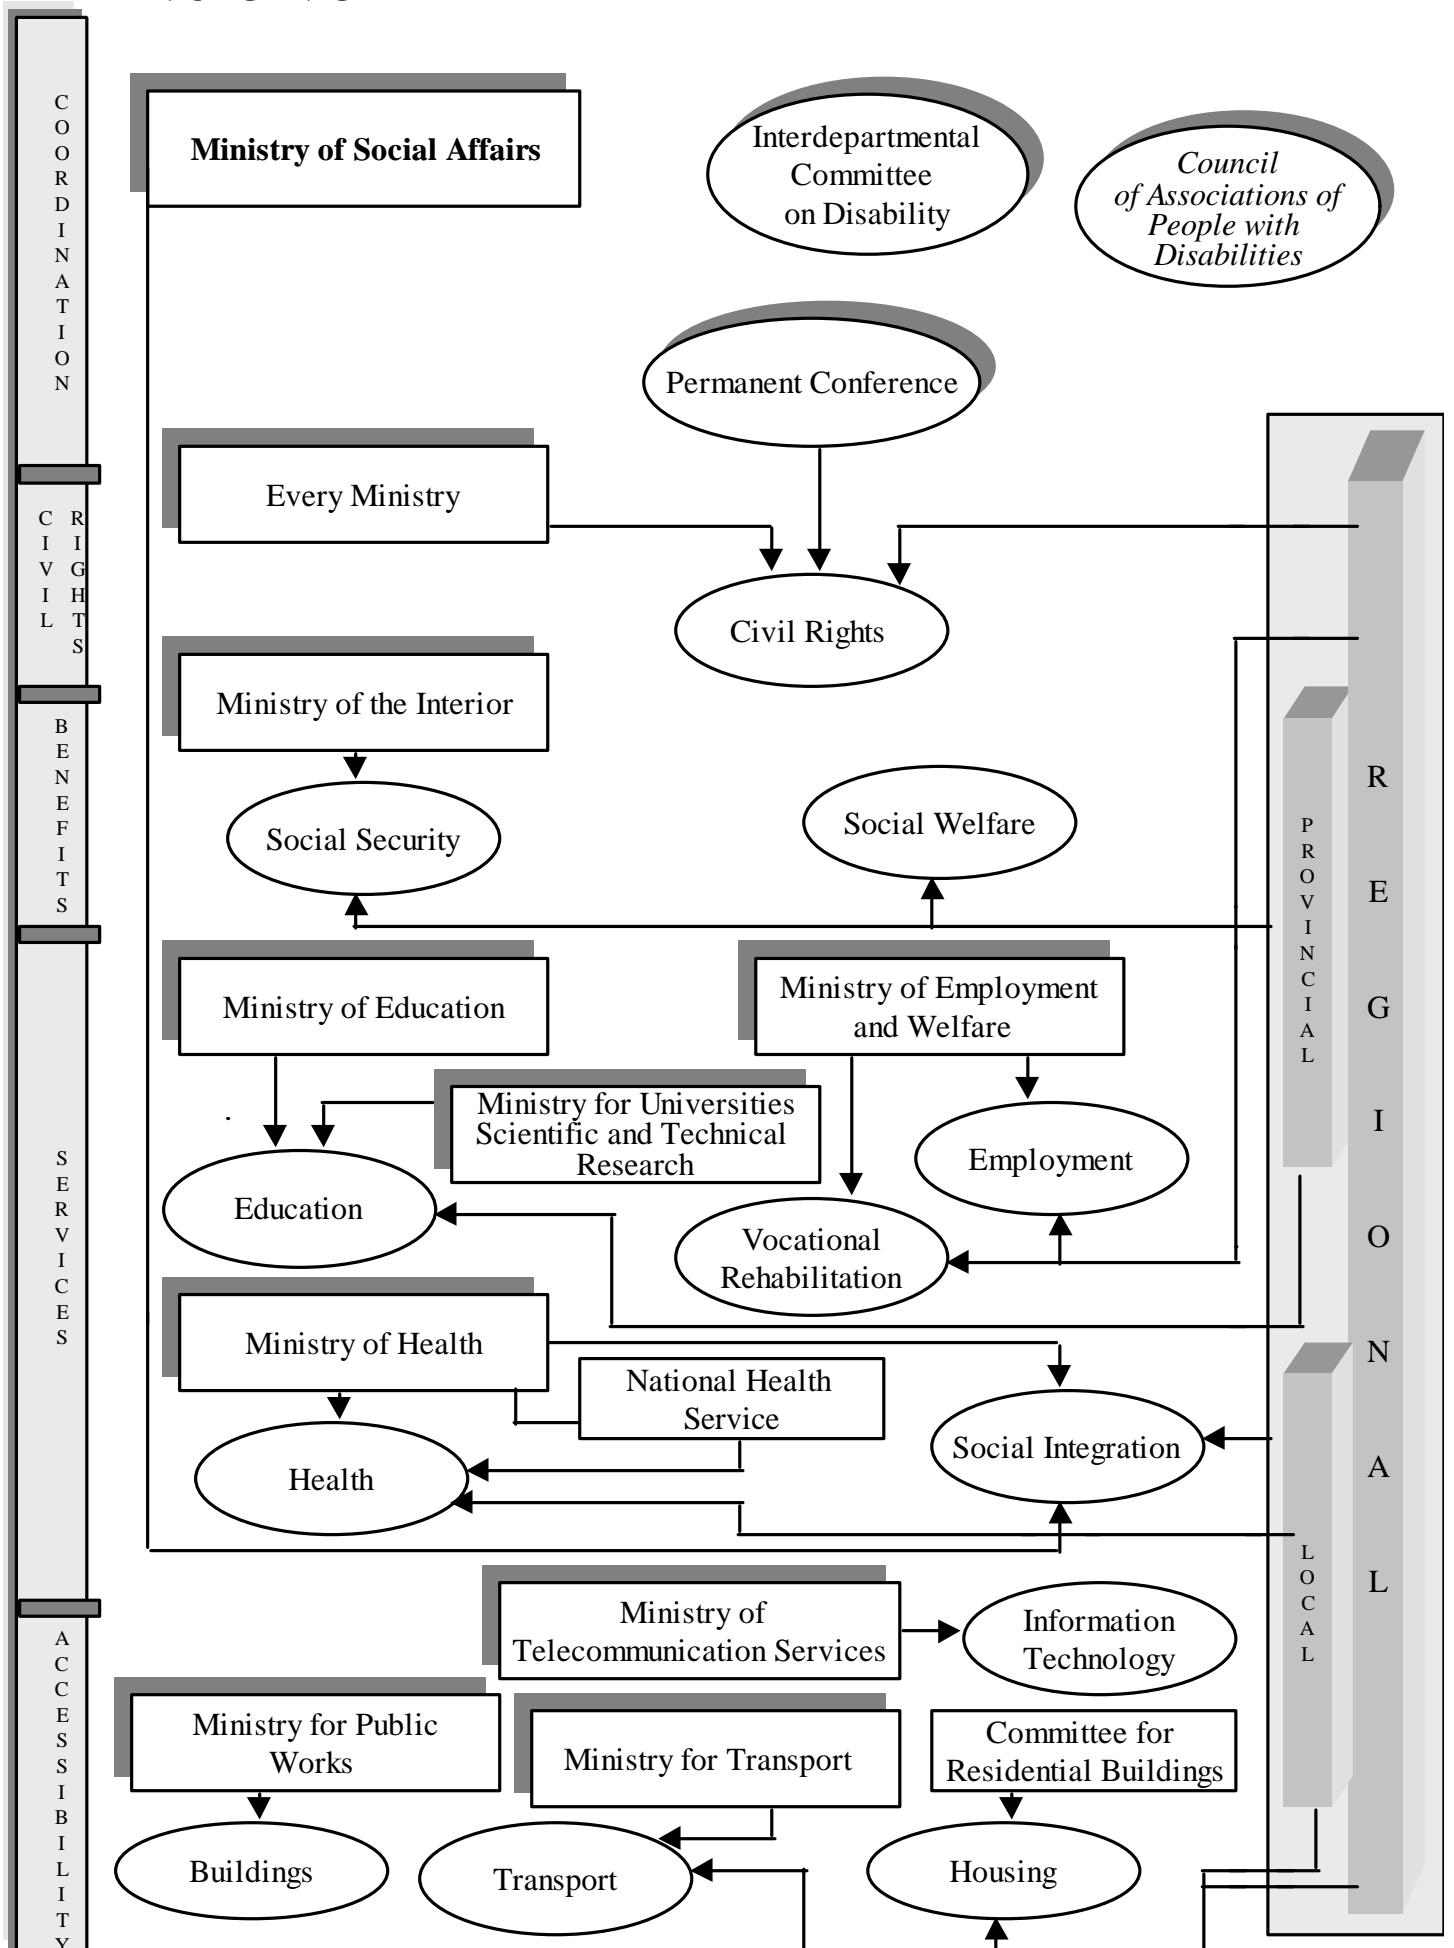 COORDINATION
Ministry of Social Affairs
Interdepartmental
Committee
on Disability
Council
of Associations of
People with
Disabilities
Permanent Conference
CIVIL
RIGHTS
Every Ministry
Civil Rights
Ministry of the Interior
BENEFITS
Social Security
Social Welfare
PROVINCIAL
REGIONAL
SERVICES
Ministry of Education
Ministry of Employment
and Welfare
Ministry for Universities
Scientific and Technical
Research
Employment
Education
Vocational
Rehabilitation
Ministry of Health
National Health
Service
Social Integration
Health
LOCAL
ACCESSIBILITY
Ministry of
Telecommunication Services
Information
Technology
Ministry for Public
Works
Ministry for Transport
Committee for
Residential Buildings
Buildings
Transport
Housing